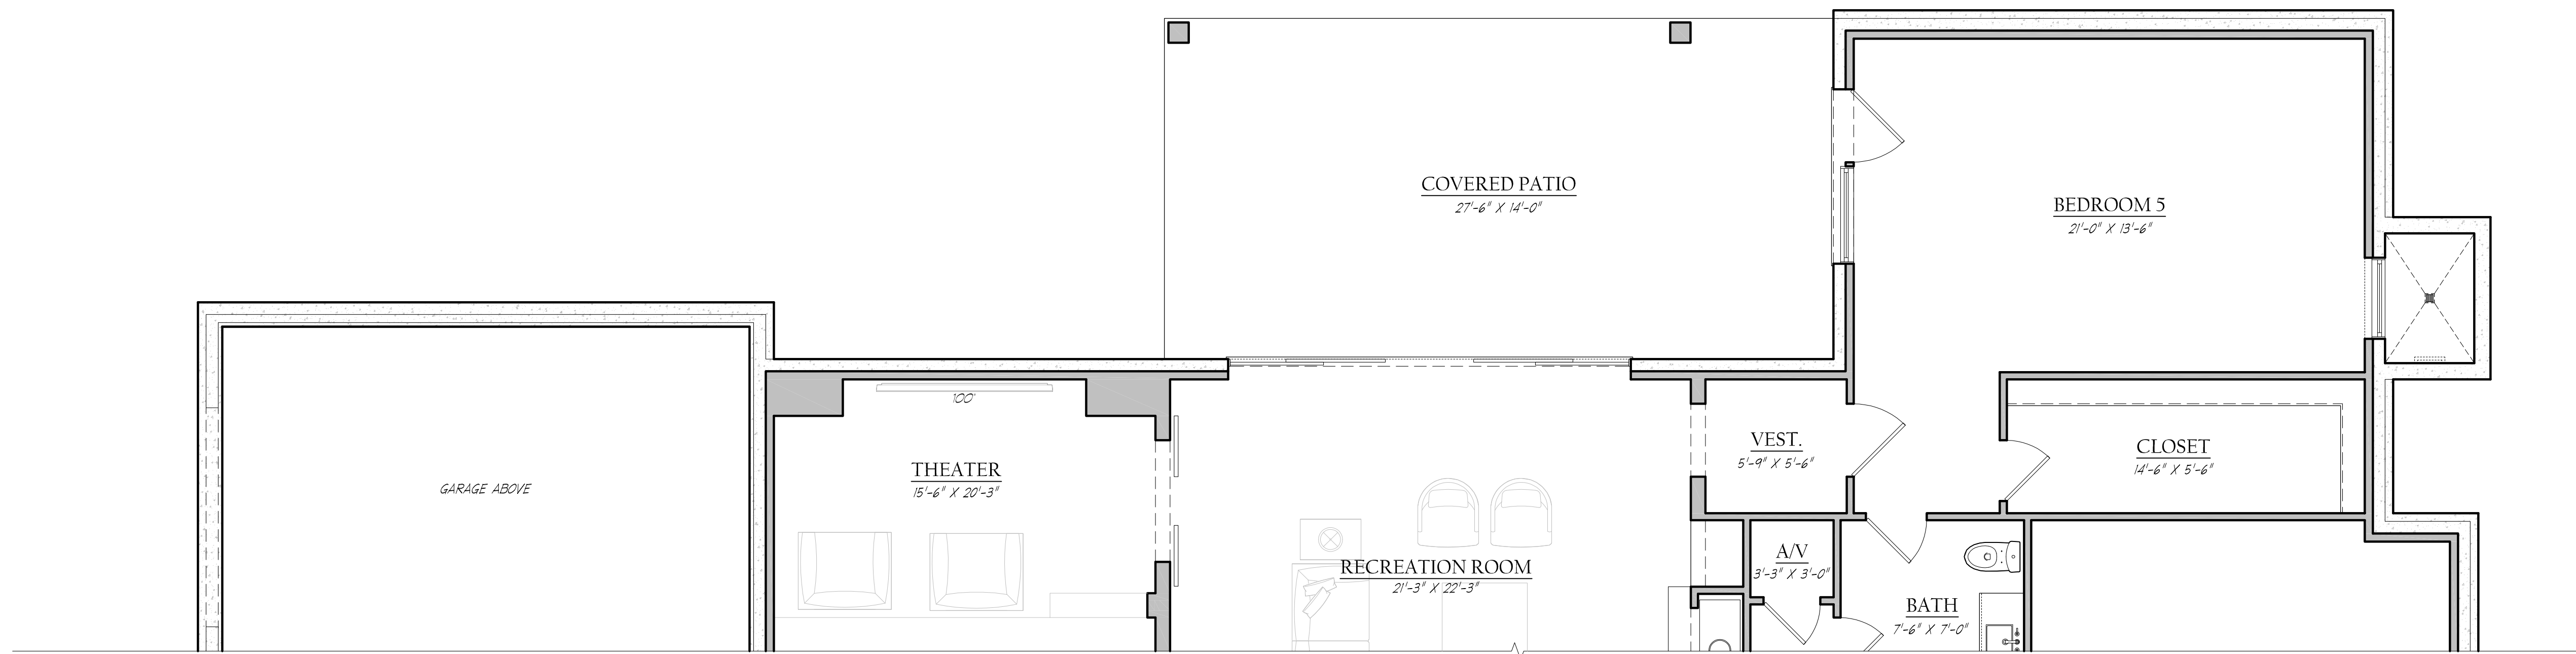 COVERED PATIO
27'-6" X 14'-0"
BEDROOM 5
21'-0" X 13'-6"
100"
THEATER
15'-6" X 20'-3"
GARAGE ABOVE
VEST.
5'-9" X 5'-6"
CLOSET
14'-6" X 5'-6"
RECREATION ROOM
21'-3" X 22'-3"
A/V
3'-3" X 3'-0"
BATH
7'-6" X 7'-0"